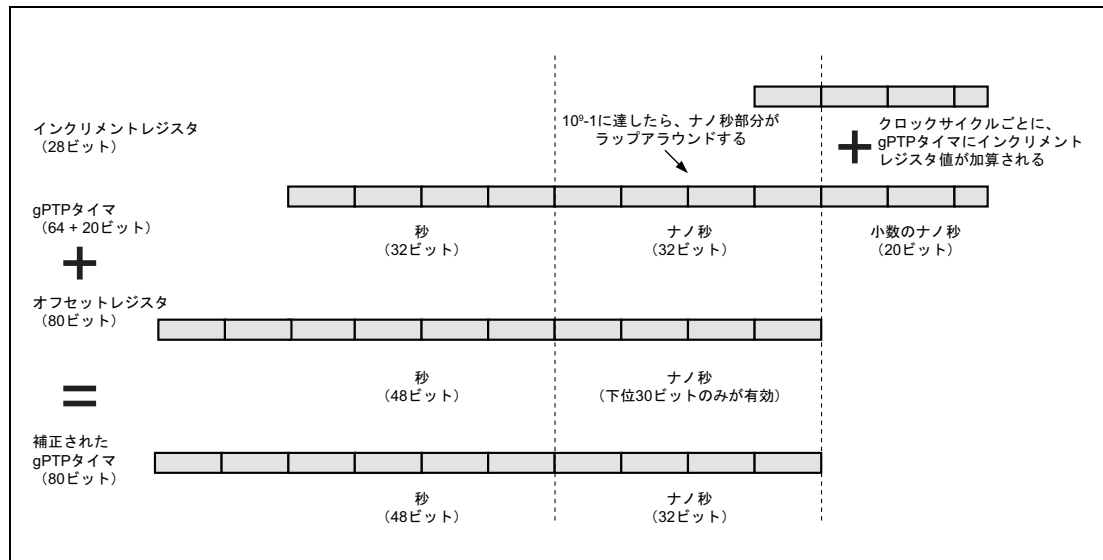 インクリメントレジスタ
(28ビット)
10⁹-1に達したら、ナノ秒部分が
ラップアラウンドする
+
クロックサイクルごとに、
gPTPタイマにインクリメント
レジスタ値が加算される
gPTPタイマ
(64 + 20ビット)
秒
(32ビット)
ナノ秒
(32ビット)
小数のナノ秒
(20ビット)
+
オフセットレジスタ
(80ビット)
秒
(48ビット)
ナノ秒
(下位30ビットのみが有効)
=
補正された
gPTPタイマ
(80ビット)
秒
(48ビット)
ナノ秒
(32ビット)